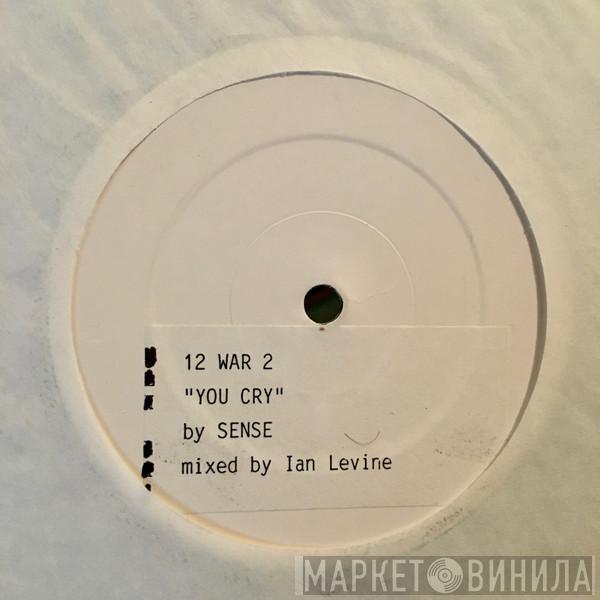 12 WAR 2
"YOU CRY"
by SENSE
mixed by Ian Levine
МАРКЕТ ВИНИЛА